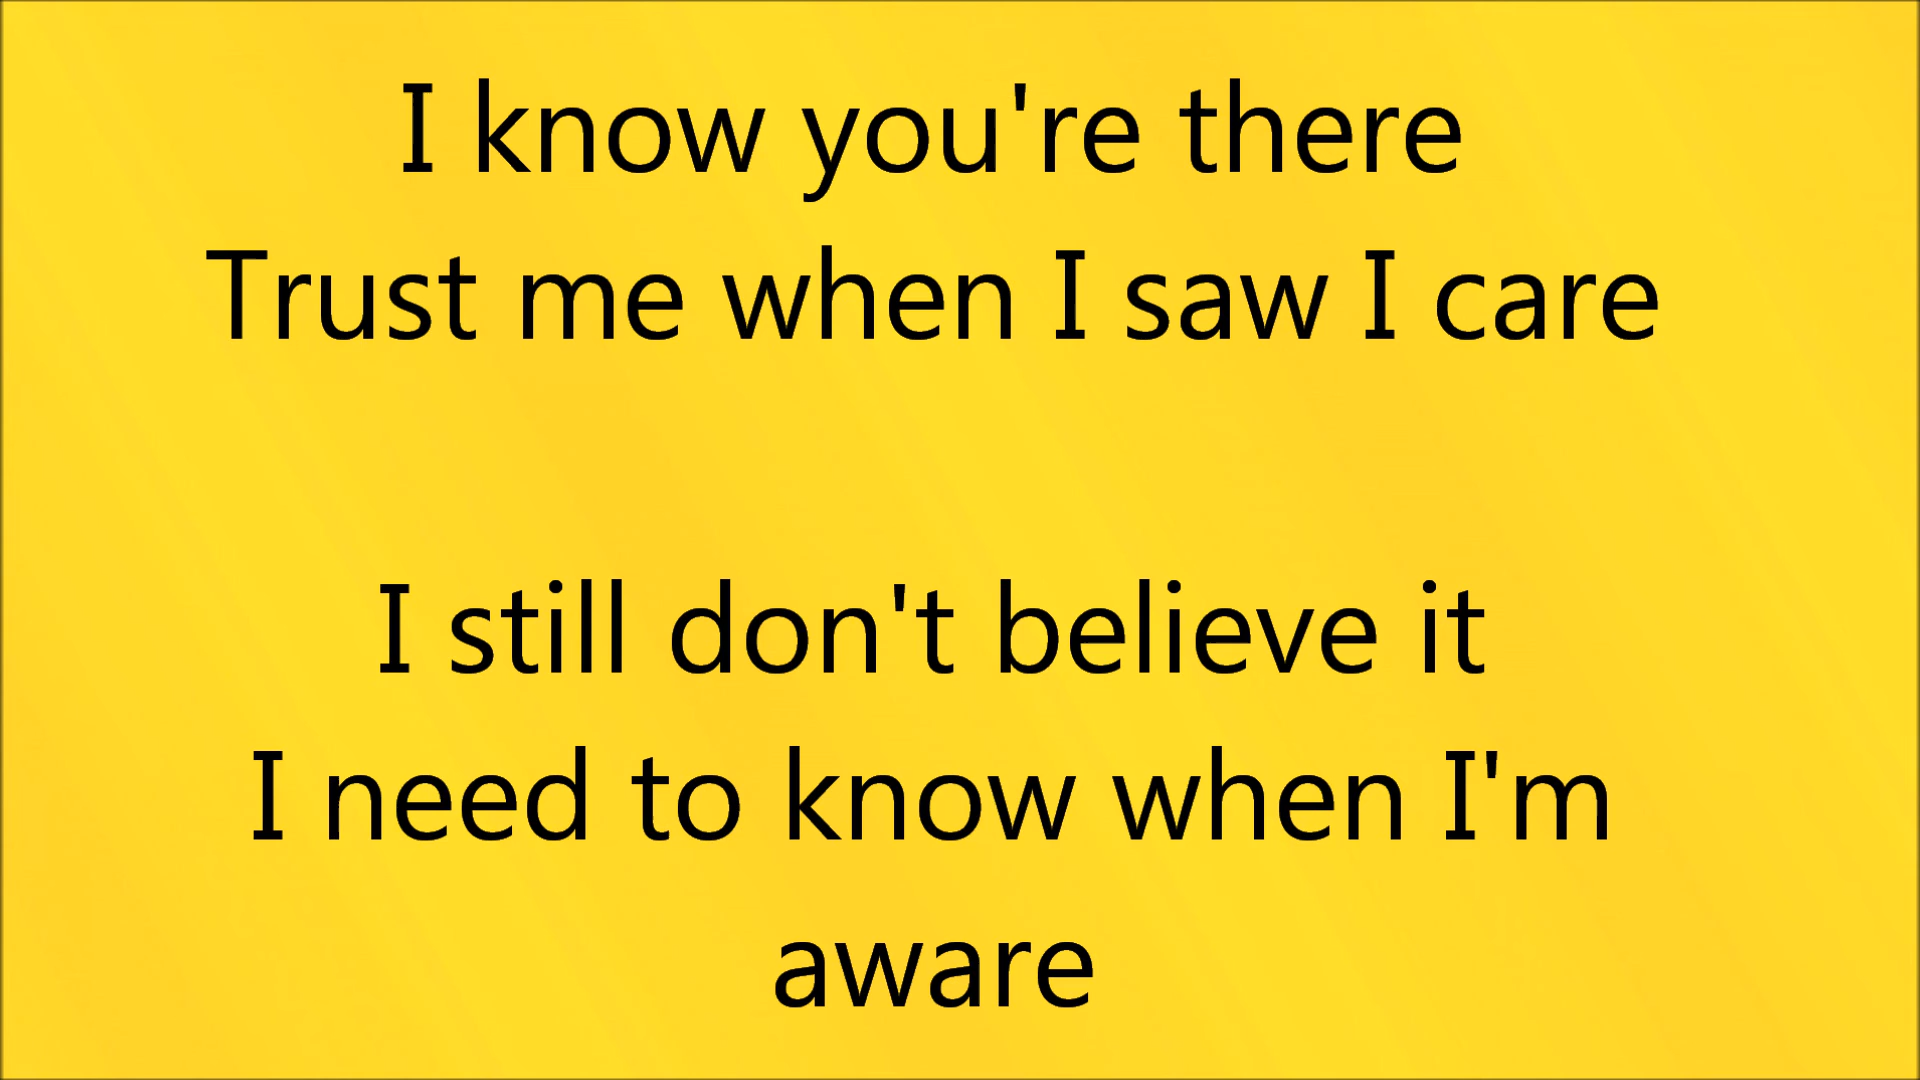 I know you're there
Trust me when I saw I care
I still don't believe it
I need to know when I'm
aware